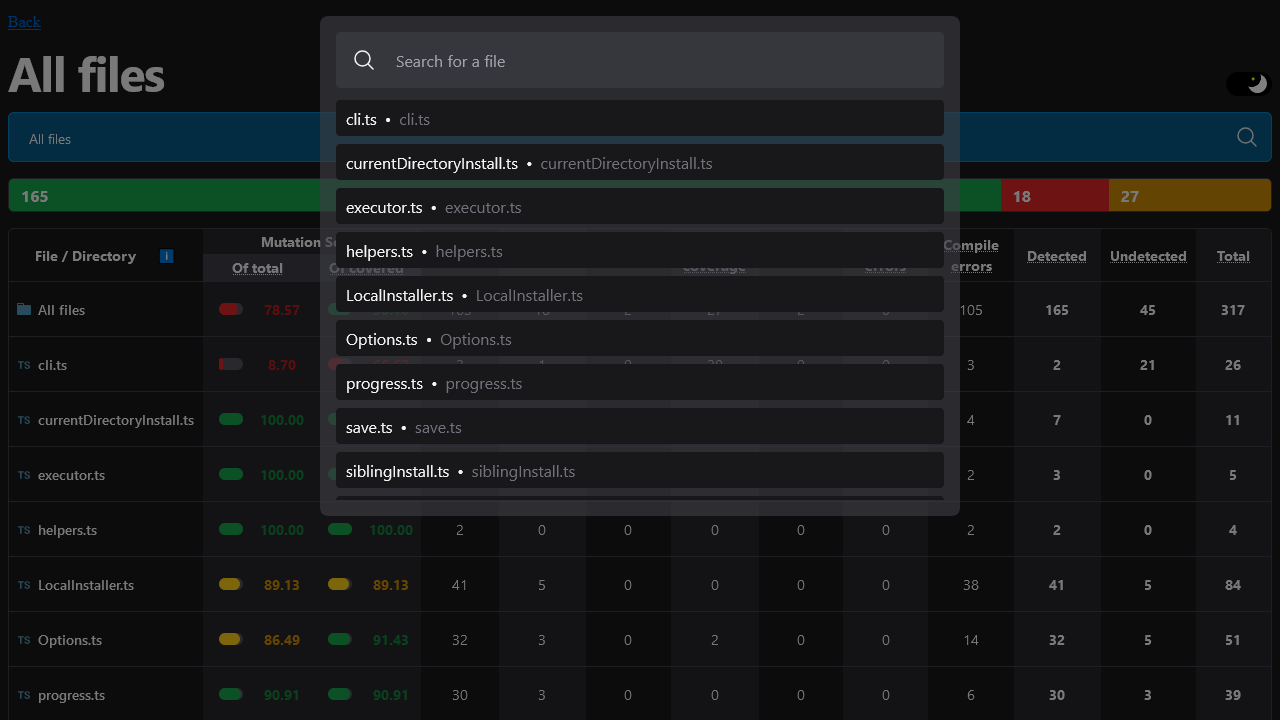 Back
All files
Search for a file
cli.ts • cli.ts
currentDirectoryInstall.ts • currentDirectoryInstall.ts
executor.ts • executor.ts
helpers.ts • helpers.ts
LocalInstaller.ts • LocalInstaller.ts
Options.ts • Options.ts
progress.ts • progress.ts
save.ts • save.ts
siblingInstall.ts • siblingInstall.ts
All files
165 18 27
File / Directory Mutation Compile errors Detected Undetected Total
Of total Of covered coverage errors
All files 78.57 105 165 45 317
cli.ts 8.70 3 2 21 26
currentDirectoryInstall.ts 100.00 4 7 0 11
executor.ts 100.00 2 3 0 5
helpers.ts 100.00 100.00 2 0 0 0 0 0 2 2 0 4
LocalInstaller.ts 89.13 89.13 41 5 0 0 0 0 38 41 5 84
Options.ts 86.49 91.43 32 3 0 2 0 0 14 32 5 51
progress.ts 90.91 90.91 30 3 0 0 0 0 6 30 3 39